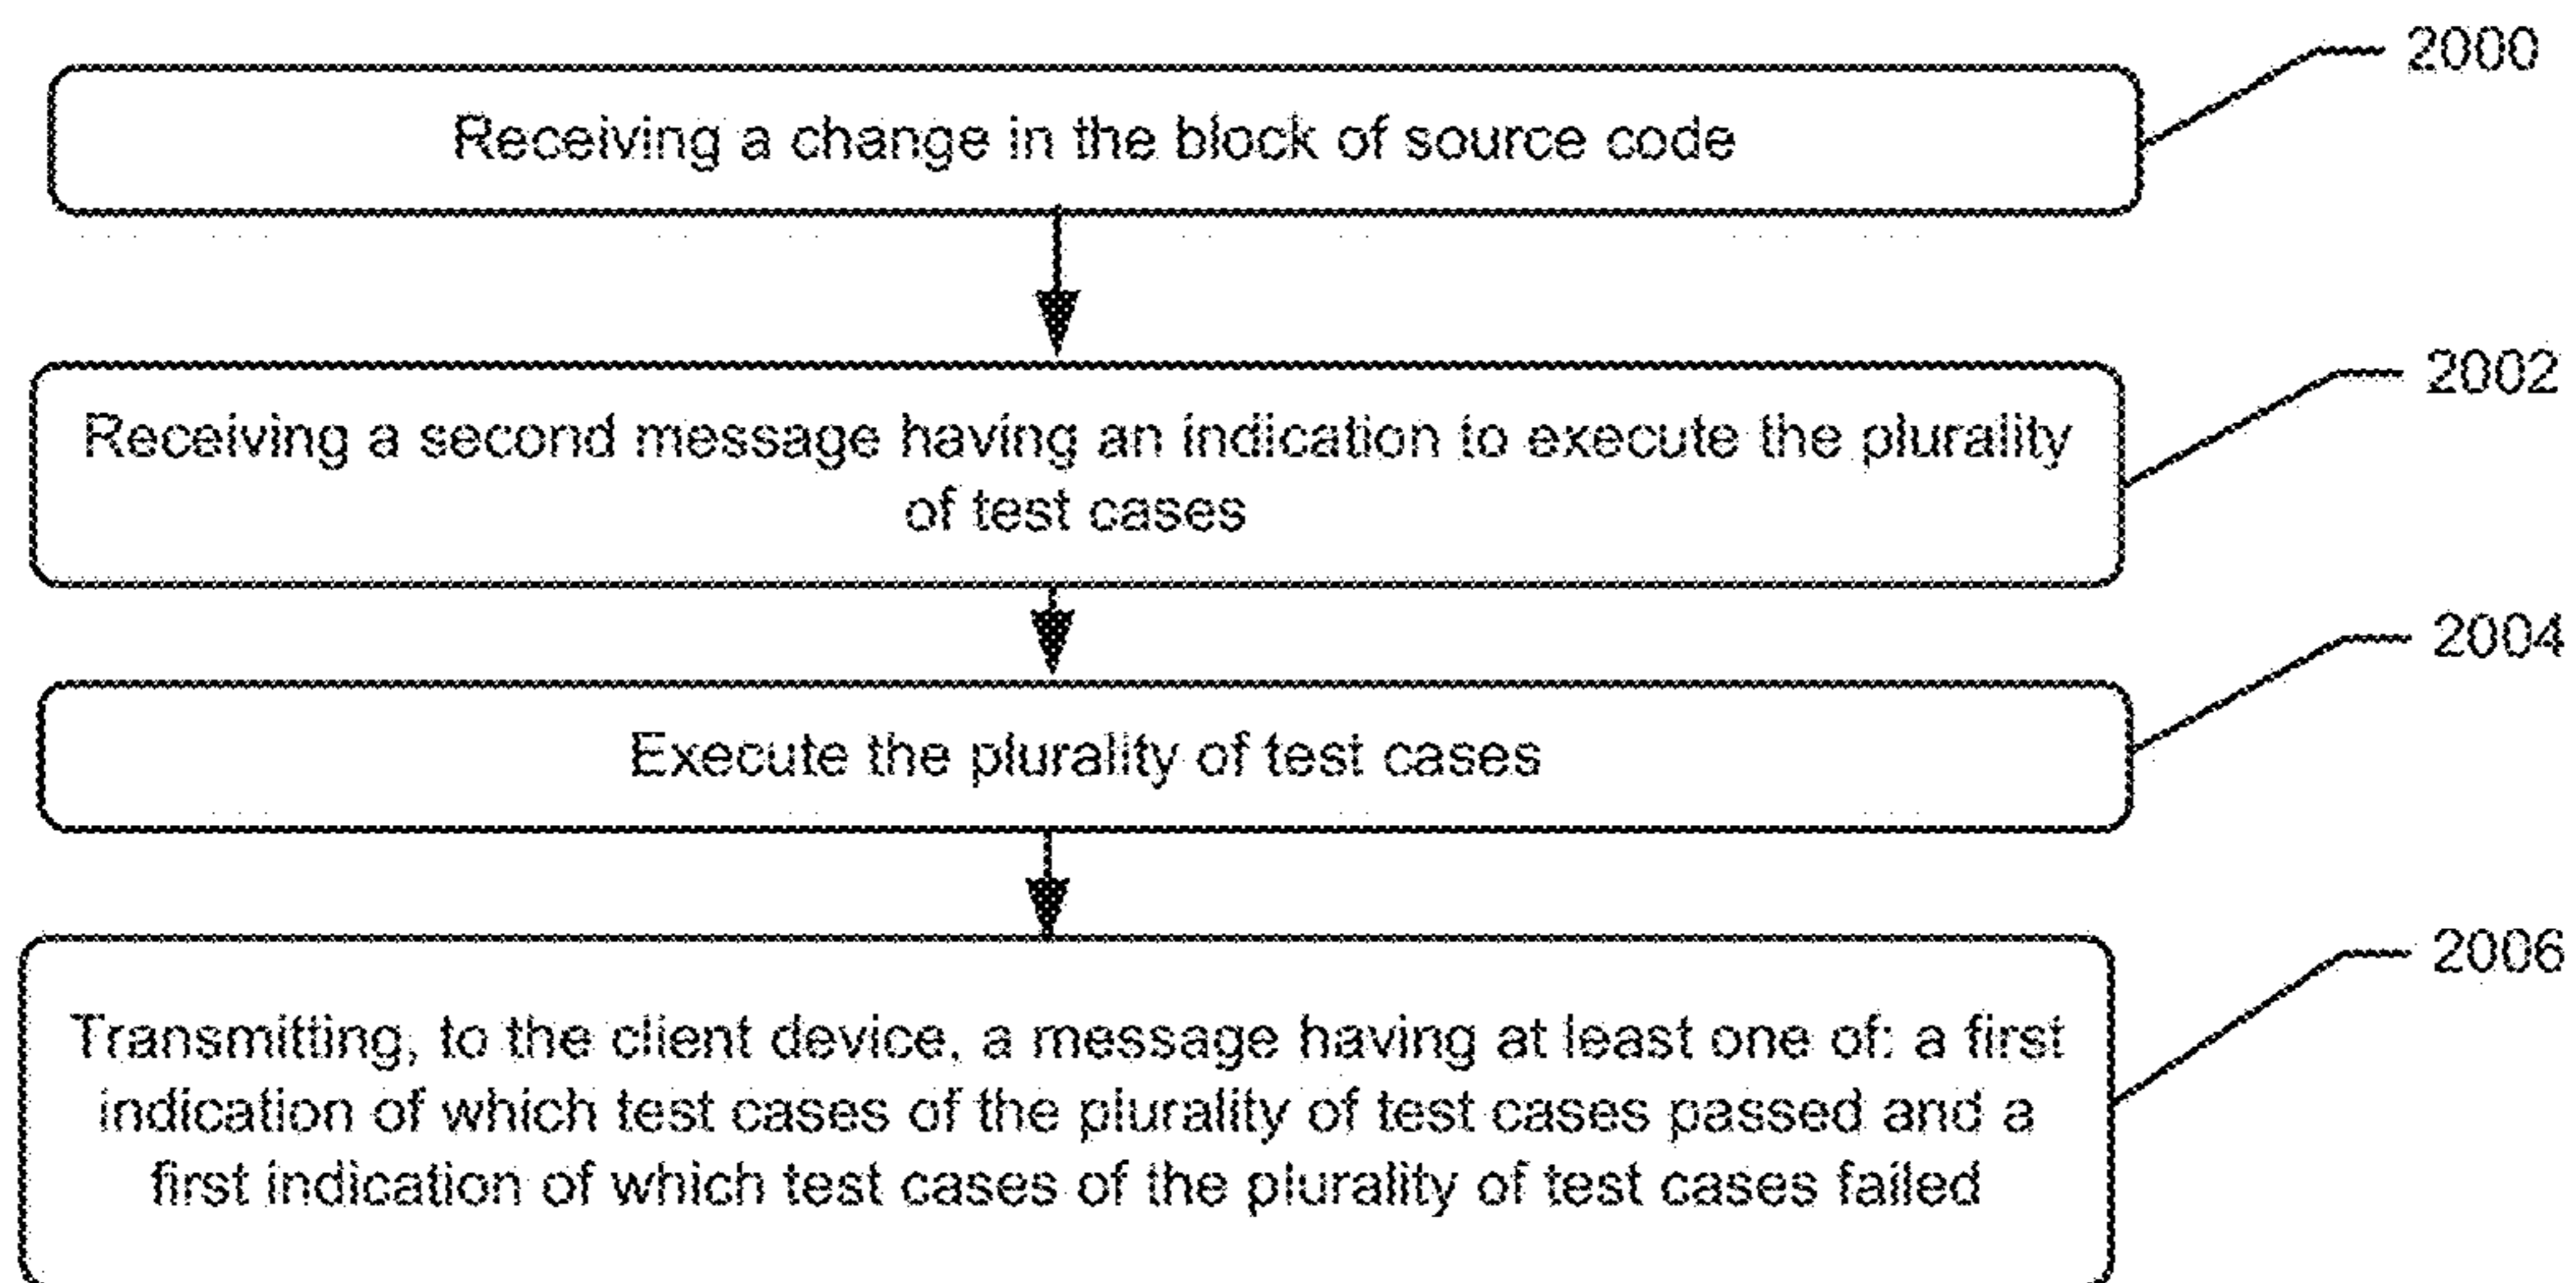 2000
Receiving a change in the block of source code
2002
Receiving a second message having an indication to execute the plurality
of test cases
2004
Execute the plurality of test cases
2006
Transmitting, to the client device, a message having at least one of: a first
indication of which test cases of the plurality of test cases passed and a
first indication of which test cases of the plurality of test cases failed